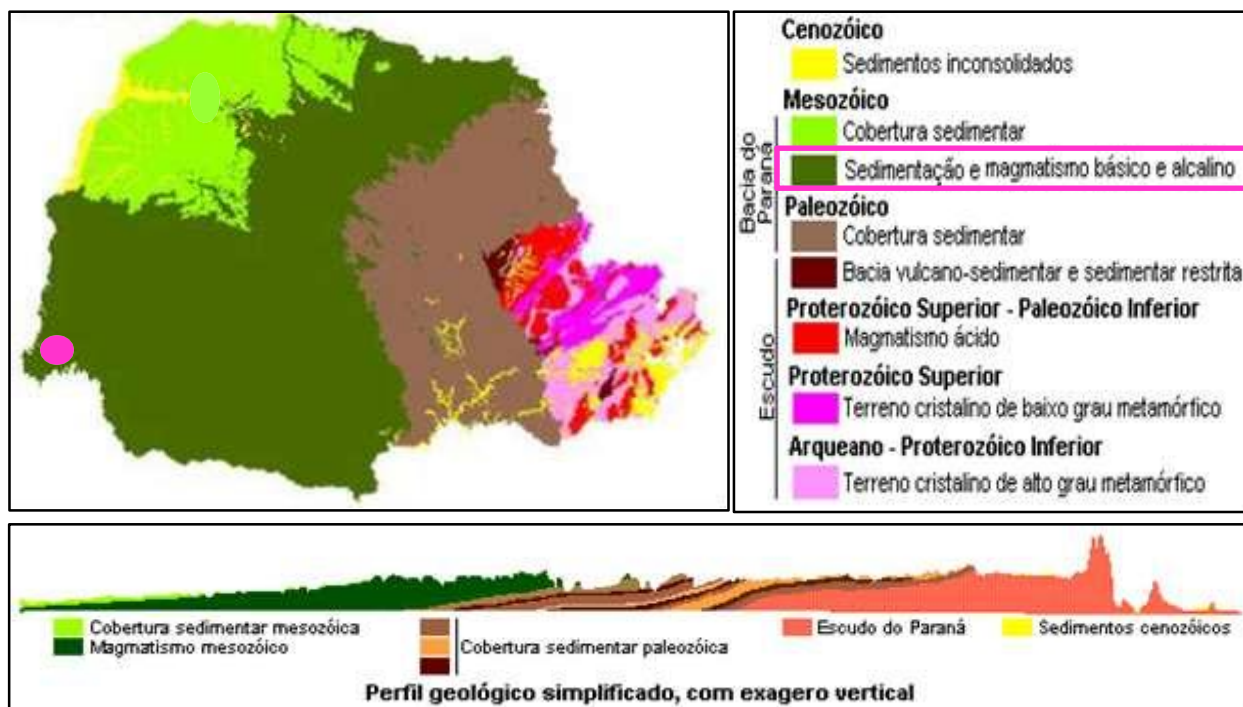 Cenozóico
Sedimentos inconsolidados
Mesozóico
Cobertura sedimentar
Sedimentação e magmatismo básico e alcalino
Paleozóico
Cobertura sedimentar
Bacia vulcano-sedimentar e sedimentar restrita
Proterozóico Superior - Paleozóico Inferior
Magmatismo ácido
Proterozóico Superior
Terreno cristalino de baixo grau metamórfico
Arqueano - Proterozóico Inferior
Terreno cristalino de alto grau metamórfico
Bacia do
Paraná
Escudo
Cobertura sedimentar mesozóica
Magmatismo mesozóico
Cobertura sedimentar paleozóica
Escudo do Paraná
Sedimentos cenozóicos
Perfil geológico simplificado, com exagero vertical